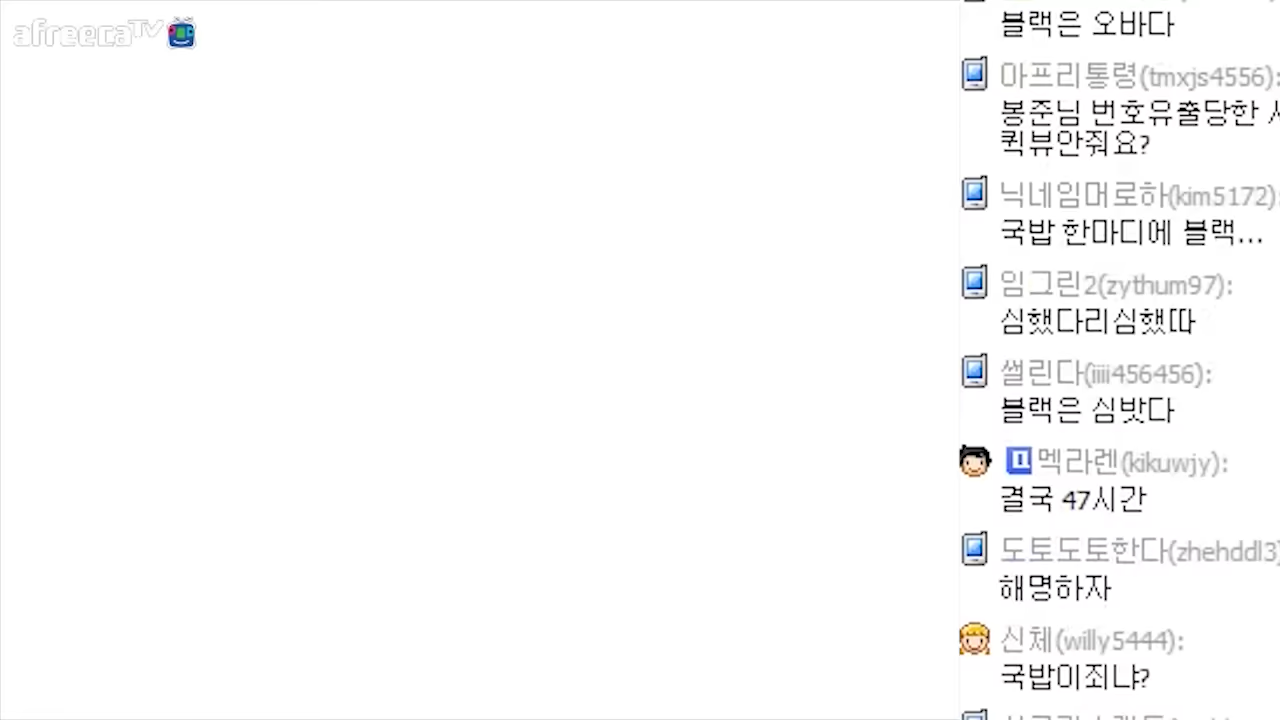 afreecaTV
블랙은 오바다
아프리통령(tmxjs4556):
봉준님 번호유출당한
퀵뷰안줘요?
닉네임머로하(kim5172):
국밥 한마디에 블랙...
임그린2(zythum97):
심했다리심했따
썰린다(iiii456456):
블랙은 심밧다
멕라렌(kikuwjy):
결국 47시간
도토도토한다(zhehddl3)
해명하자
신체(willy5444):
국밥이죄냐?